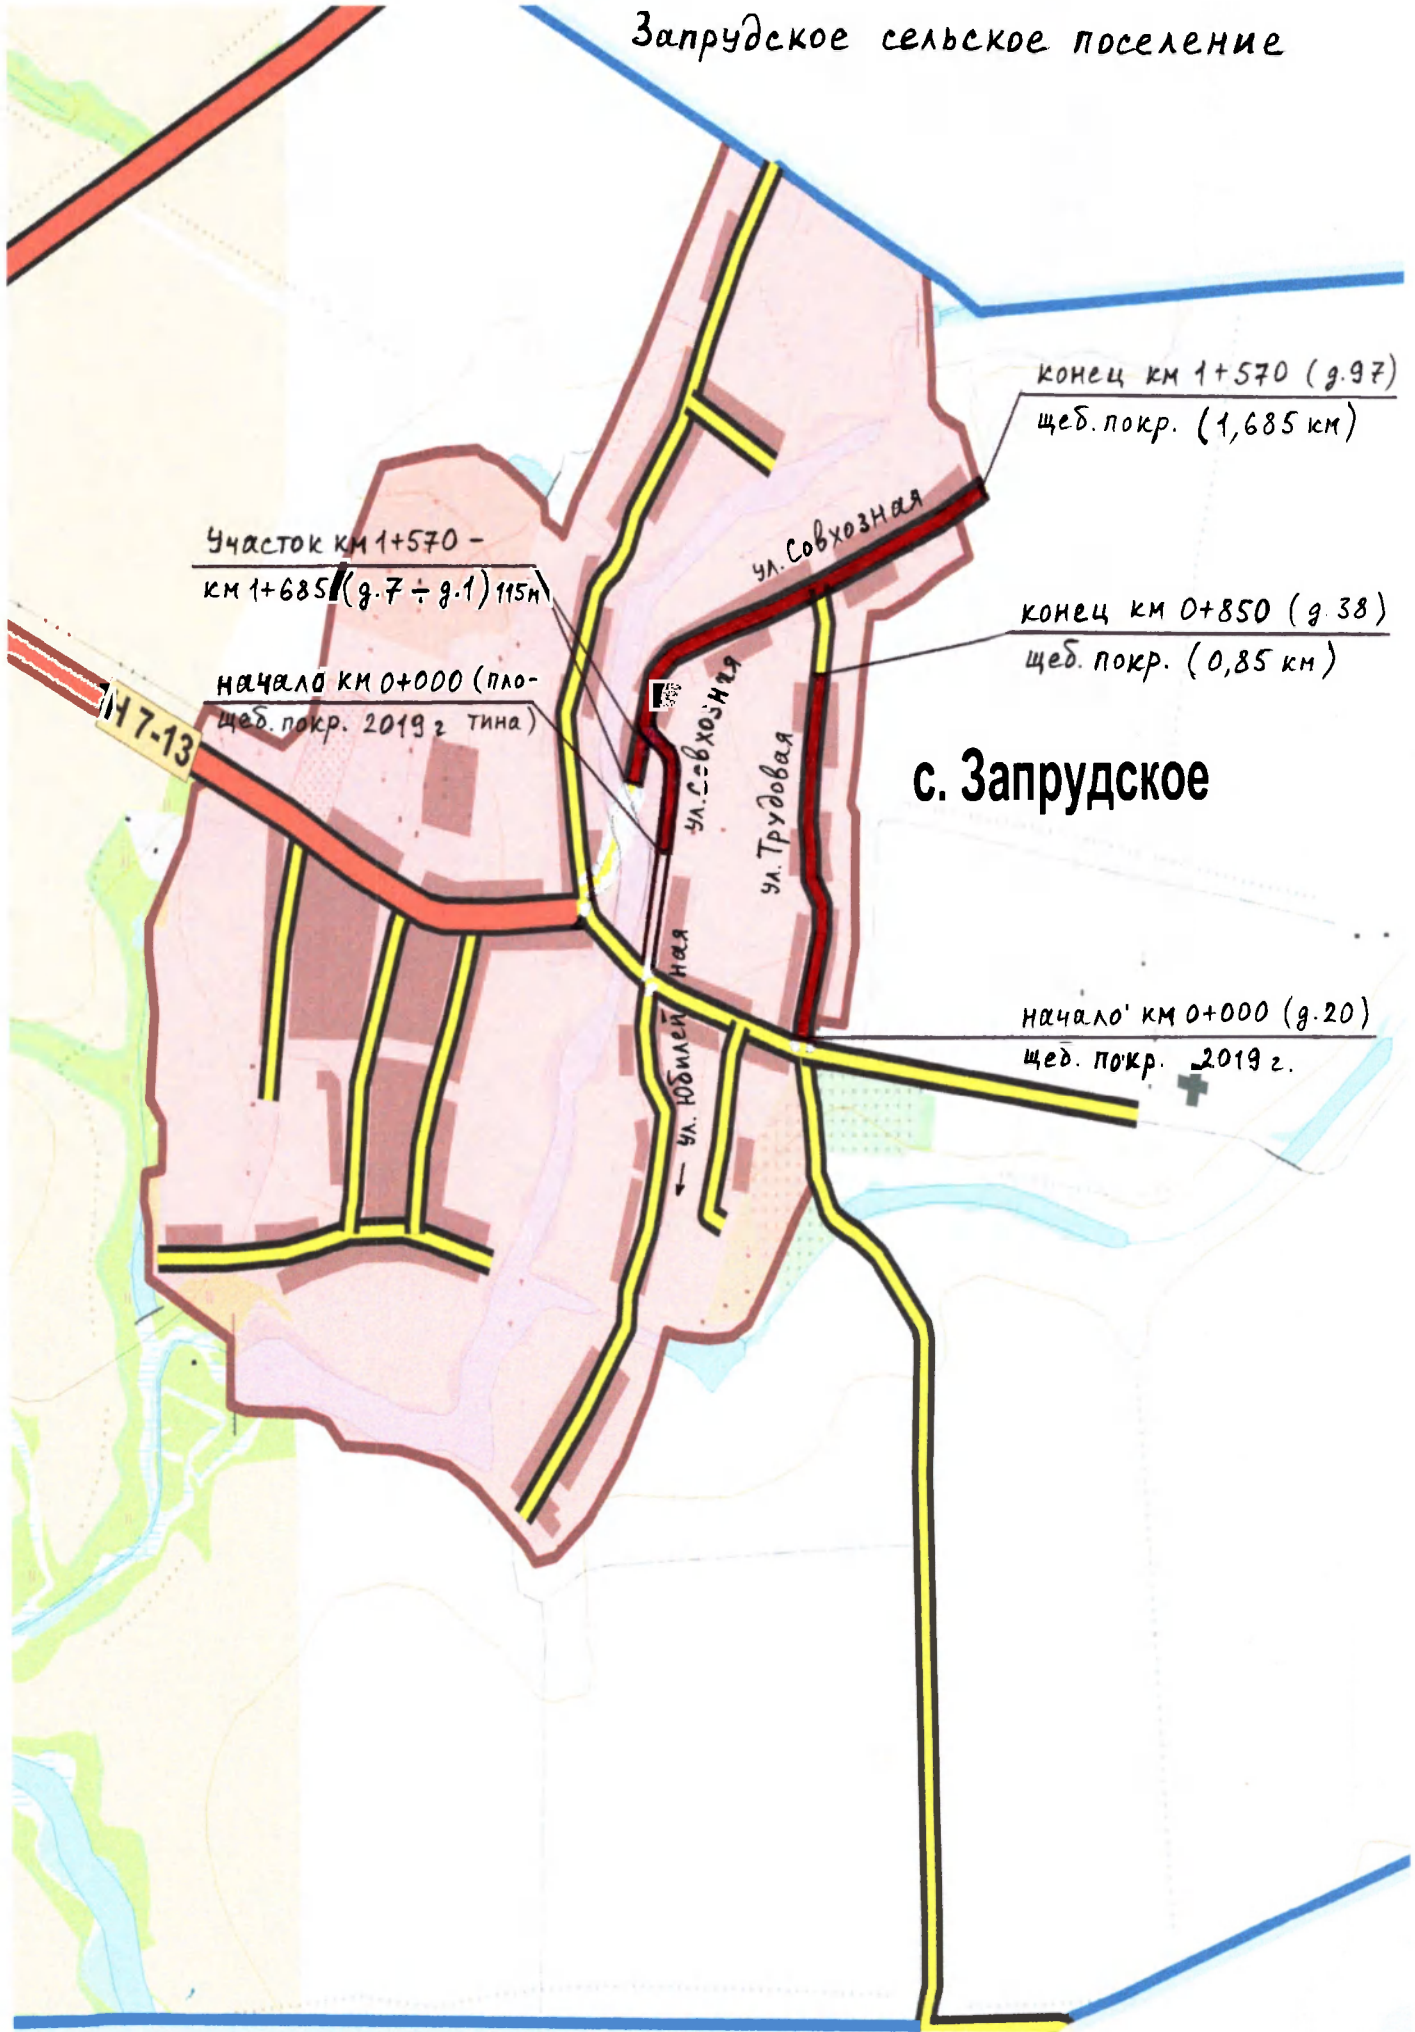 Запрудское сельское поселение
конец км 1+570 (д.97)
щеб. покр. (1,685 км)
ул. Совхозная
Участок км 1+570 -
км 1+685 (д.7 ÷ д.1) 115м
конец км 0+850 (д.38)
щеб. покр. (0,85 км)
начало км 0+000 (пло-
щеб. покр. 2019 г тина)
ул. Совхозная
Н 7-13
ул. Трудовая
с. Запрудское
начало км 0+000 (д.20)
щеб. покр. 2019 г.
← ул. Юбилейная